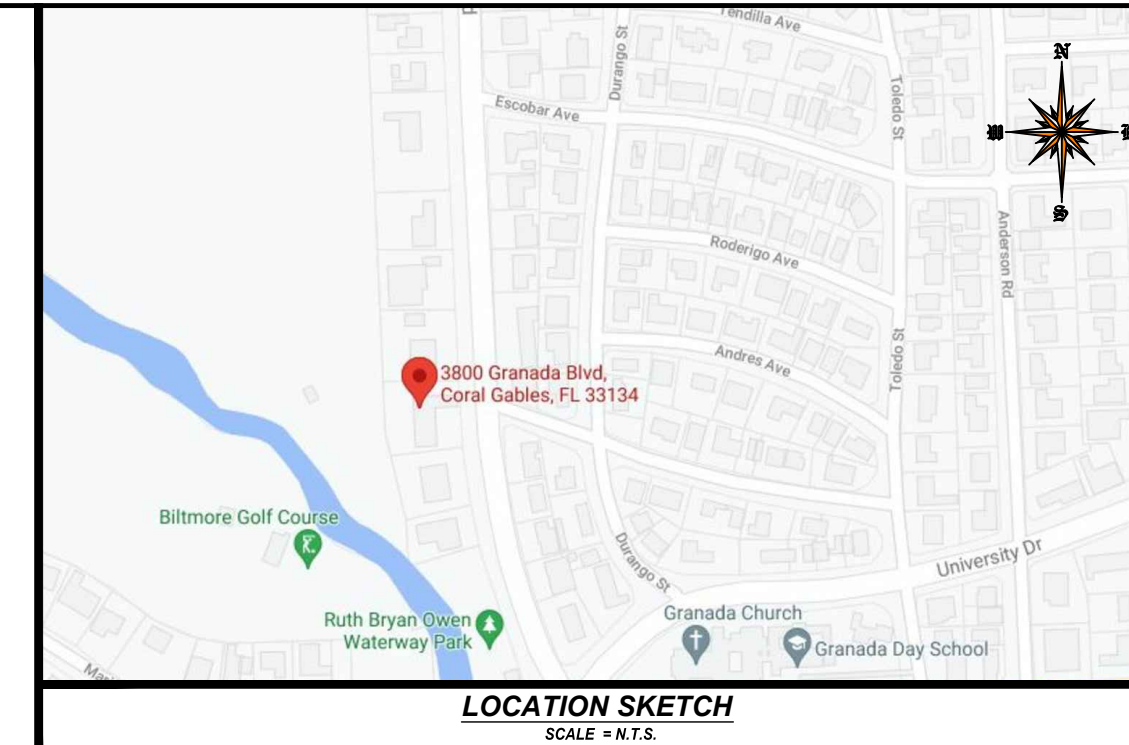 Tendilla Ave
Durango St
N
Toledo St
Escobar Ave
W
S
Anderson Rd
Roderigo Ave
Toledo St
Andres Ave
3800 Granada Blvd,
Coral Gables, FL 33134
Biltmore Golf Course
Durango St
University Dr
Ruth Bryan Owen
Waterway Park
Granada Church
Granada Day School
LOCATION SKETCH
SCALE = N.T.S.